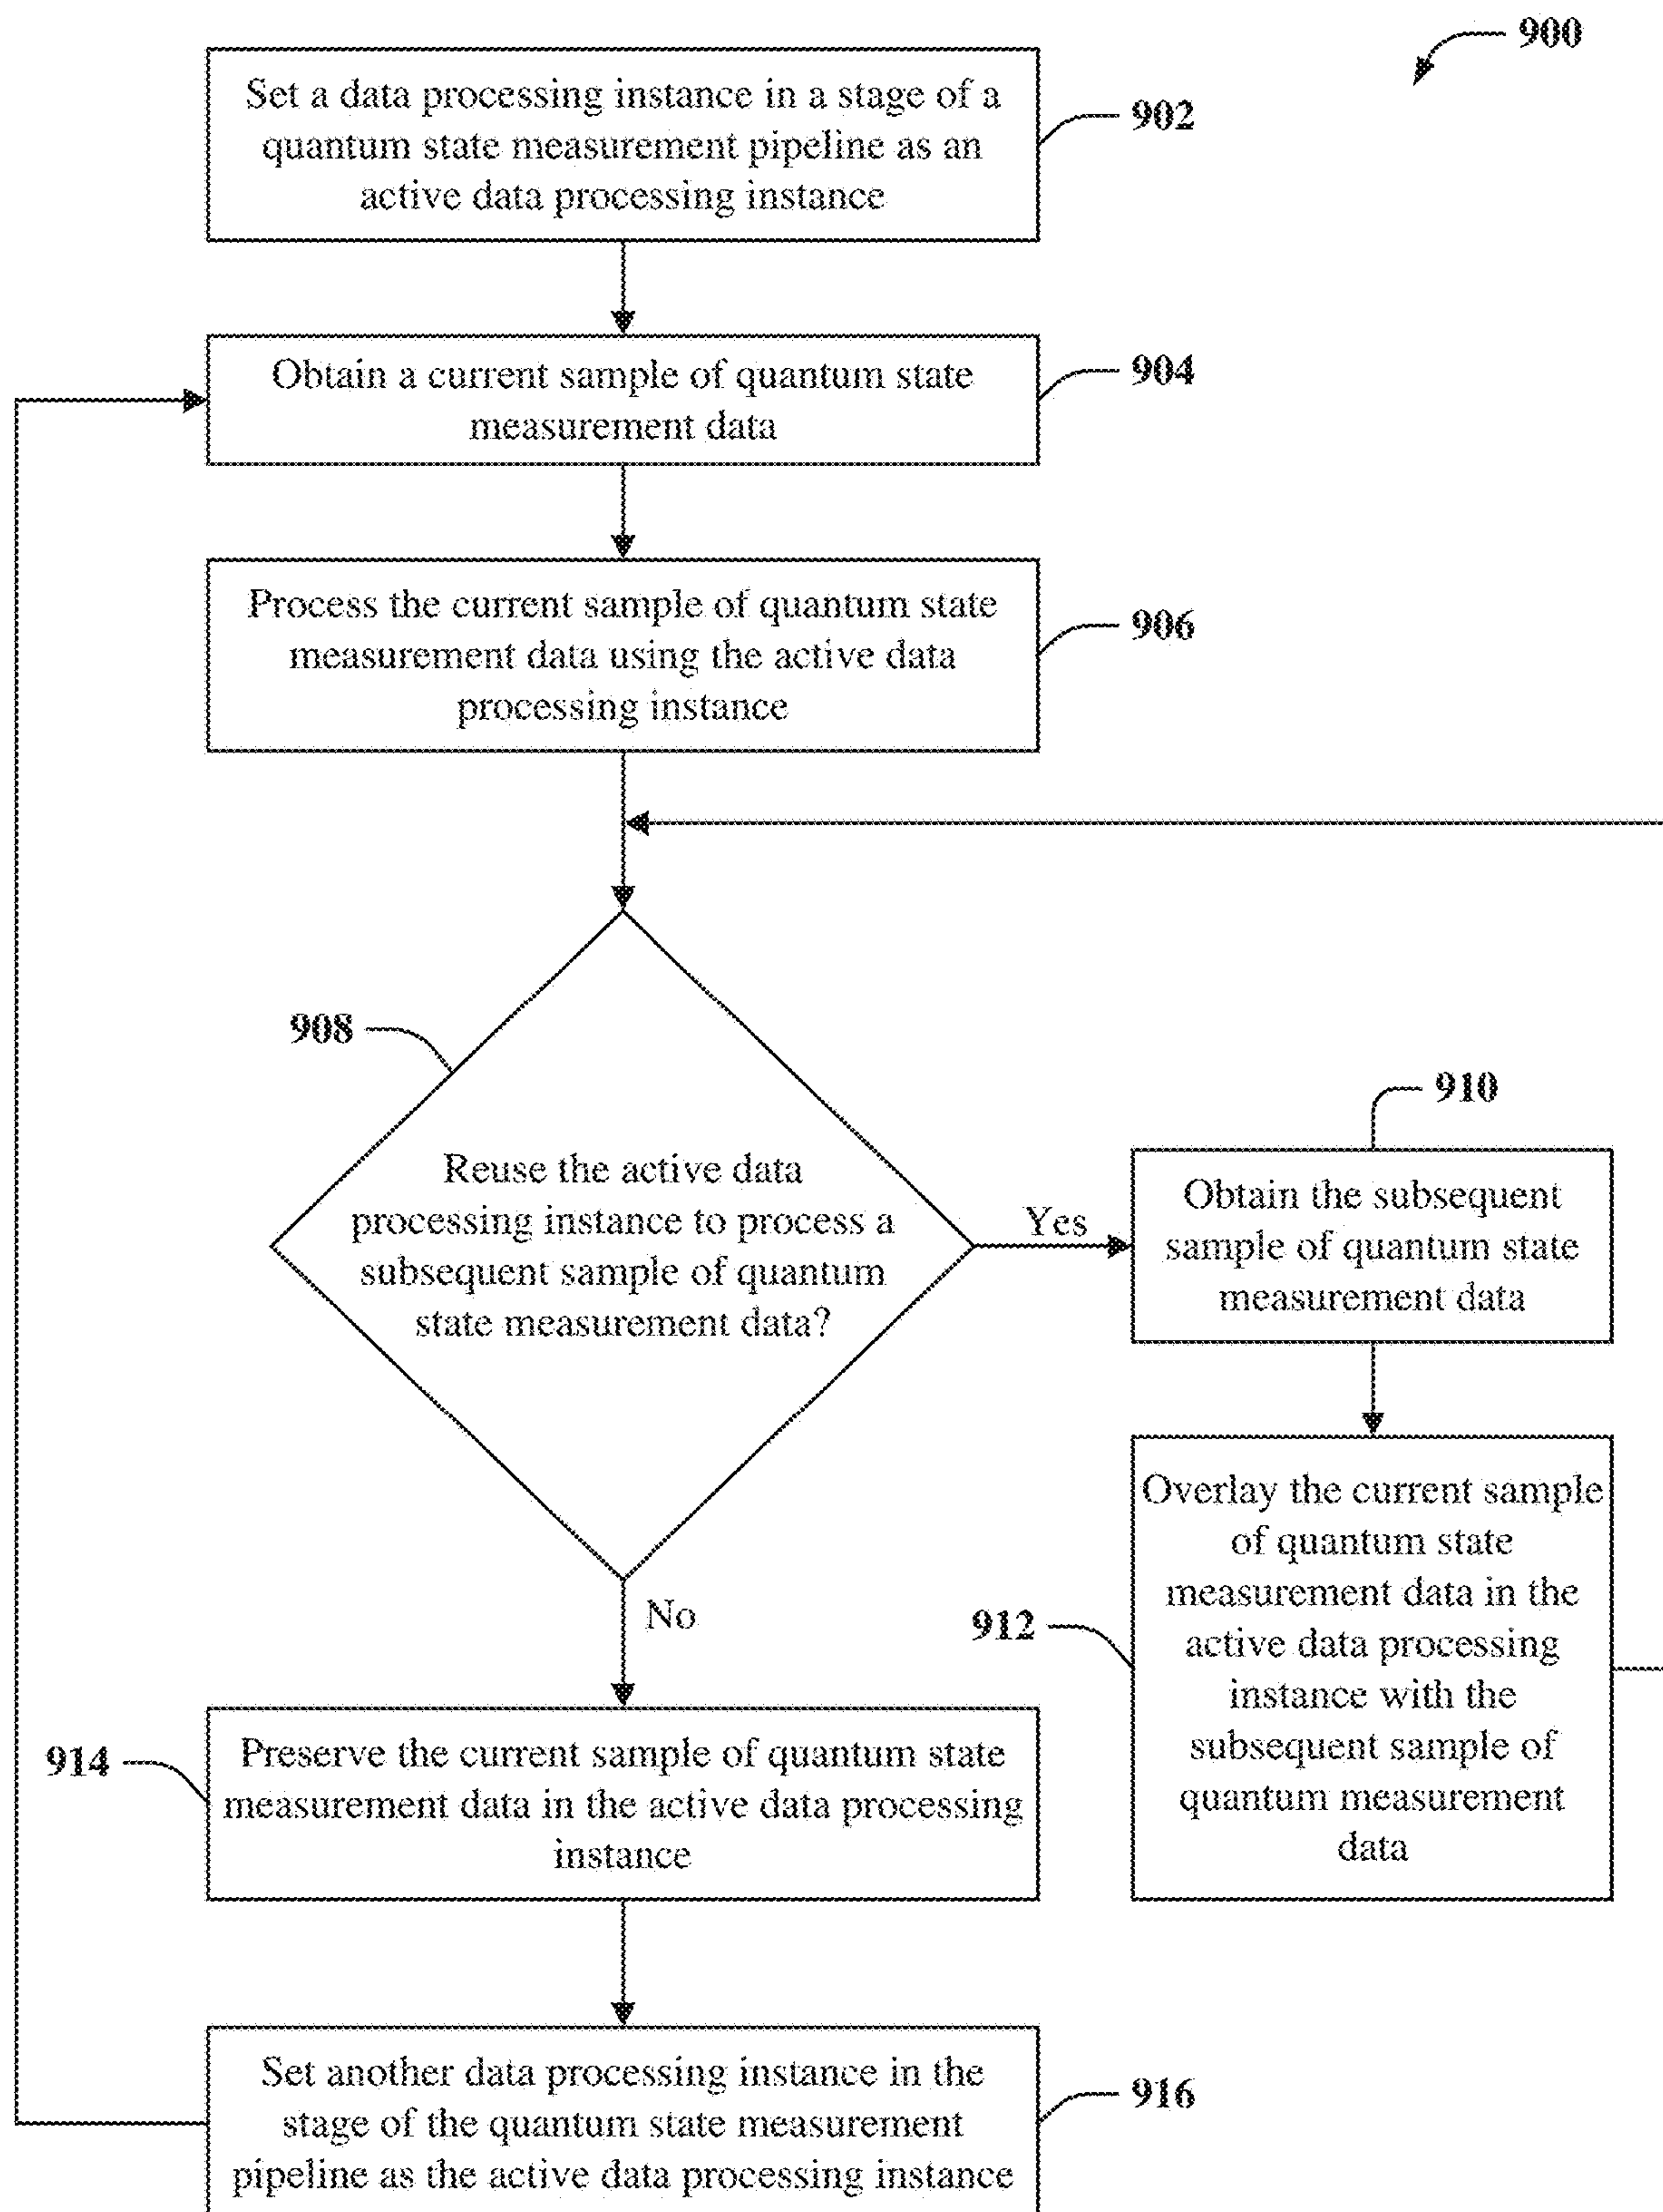 900
Set a data processing instance in a stage of a
quantum state measurement pipeline as an
active data processing instance
902
Obtain a current sample of quantum state
measurement data
904
Process the current sample of quantum state
measurement data using the active data
processing instance
906
908
Reuse the active data
processing instance to process a
subsequent sample of quantum
state measurement data?
Yes
910
Obtain the subsequent
sample of quantum state
measurement data
912
Overlay the current sample
of quantum state
measurement data in the
active data processing
instance with the
subsequent sample of
quantum measurement
data
No
914
Preserve the current sample of quantum state
measurement data in the active data processing
instance
Set another data processing instance in the
stage of the quantum state measurement
pipeline as the active data processing instance
916